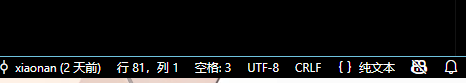 xiaonan (2 天前) 行 81，列 1 空格: 3 UTF-8 CRLF { } 纯文本